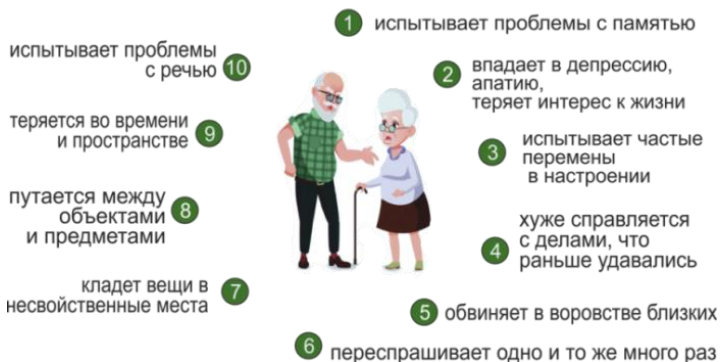 1 испытывает проблемы с памятью
2 впадает в депрессию,
апатию,
теряет интерес к жизни
3 испытывает частые
перемены
в настроении
4 хуже справляется
с делами, что
раньше удавались
5 обвиняет в воровстве близких
6 переспрашивает одно и то же много раз
7 кладет вещи в
несвойственные места
8 путается между
объектами
и предметами
9 теряется во времени
и пространстве
10 испытывает проблемы
с речью